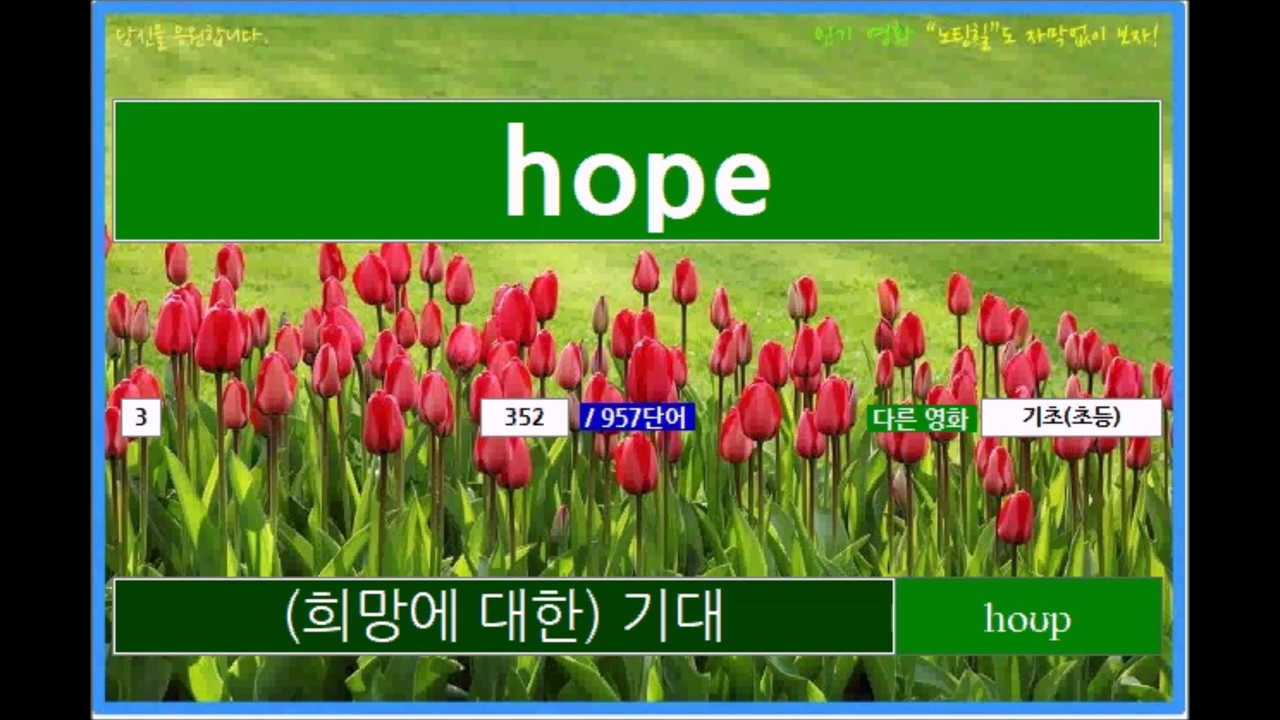 당신을 응원합니다.
인기 영화 "노팅힐"도 자막없이 보자!
hope
3
352
/ 957단어
다른 영화
기초(초등)
(희망에 대한) 기대
houp